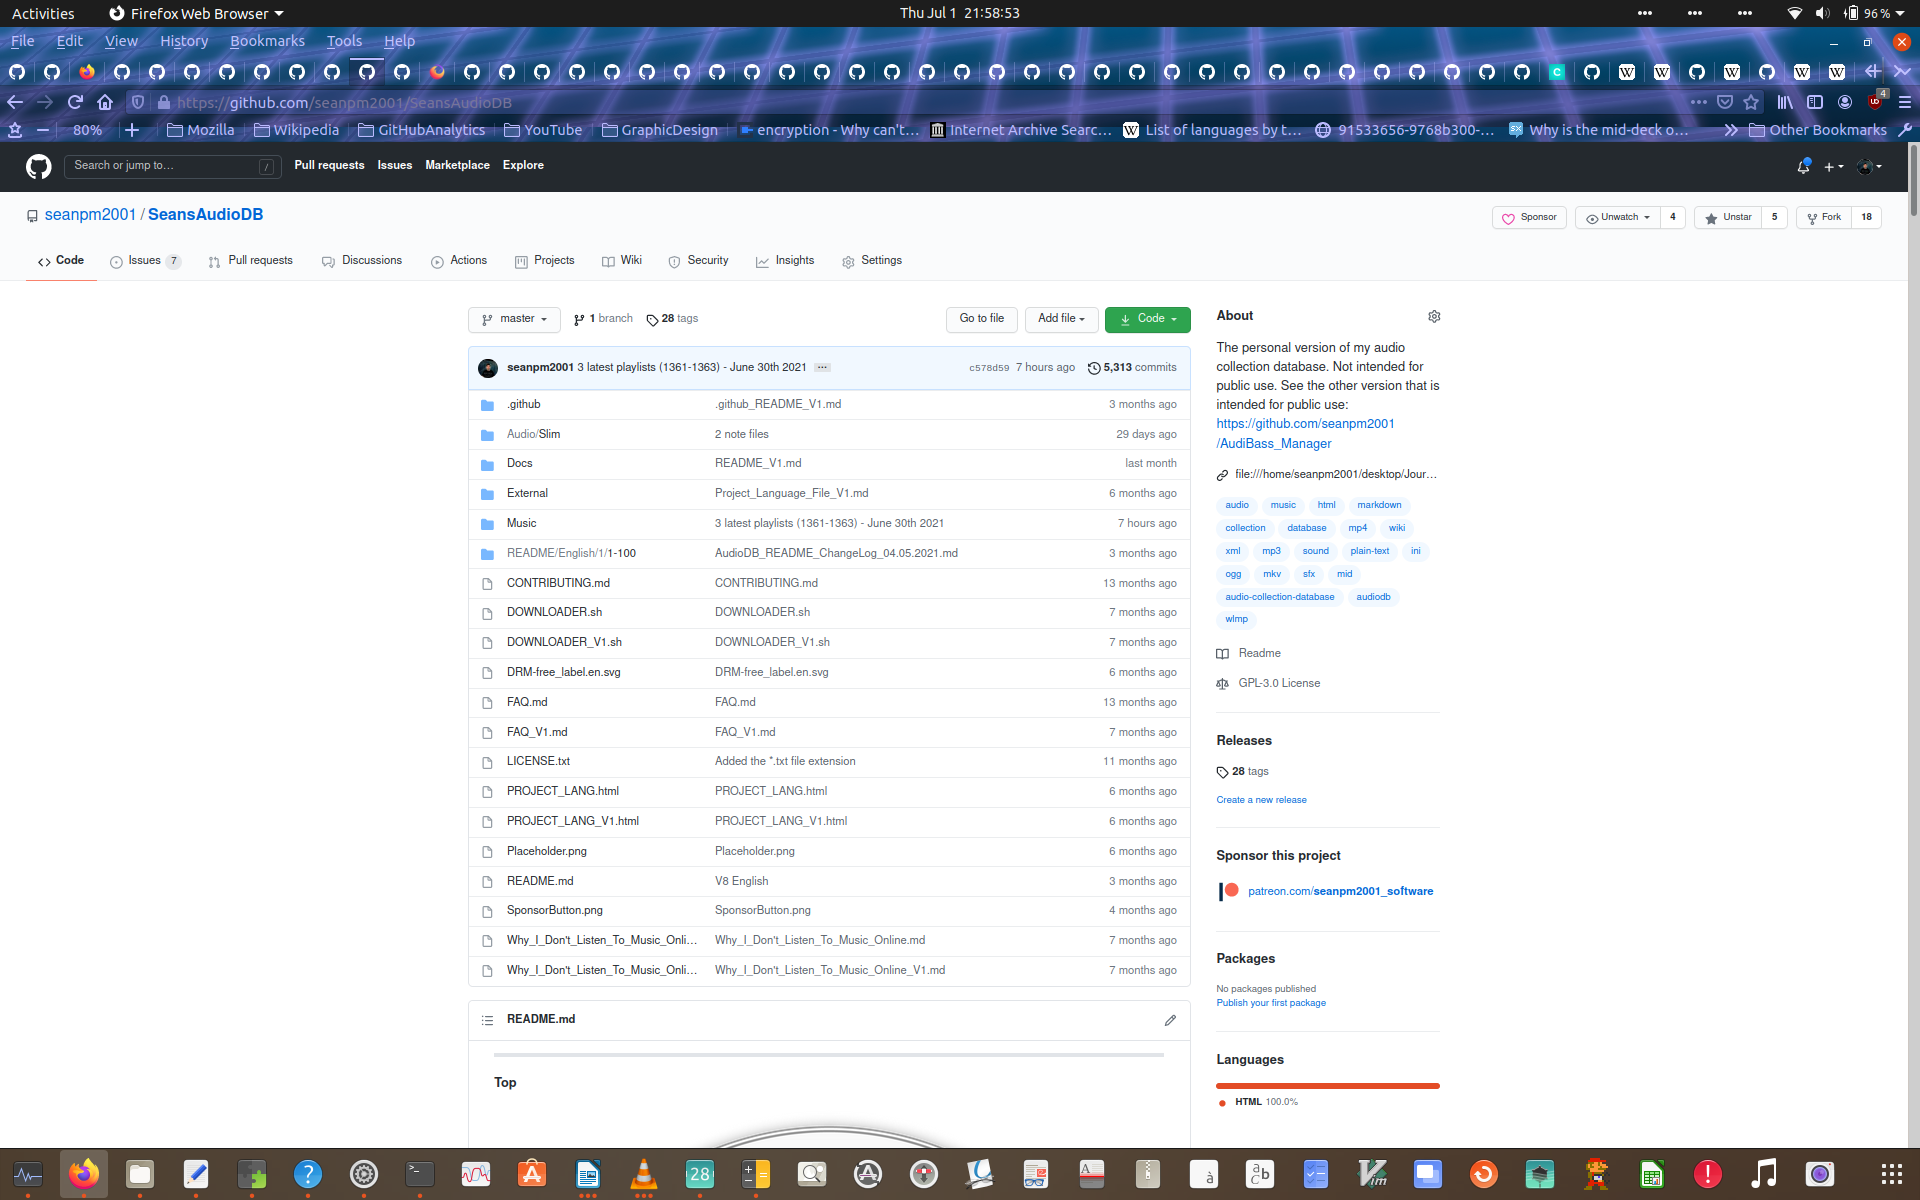 Activities Firefox Web Browser Thu Jul 1 21:58:53 96 %
File Edit View History Bookmarks Tools Help
https://github.com/seanpm2001/SeansAudioDB 4
80% Mozilla Wikipedia GitHubAnalytics YouTube GraphicDesign encryption - Why can't… Internet Archive Searc… List of languages by t… 91533656-9768b300-… Why is the mid-deck o… Other Bookmarks
Search or jump to… / Pull requests Issues Marketplace Explore
seanpm2001 / SeansAudioDB Sponsor Unwatch 4 Unstar 5 Fork 18
Code Issues 7 Pull requests Discussions Actions Projects Wiki Security Insights Settings
master 1 branch 28 tags Go to file Add file Code
seanpm2001 3 latest playlists (1361-1363) - June 30th 2021 ... c578d59 7 hours ago 5,313 commits
.github .github_README_V1.md 3 months ago
Audio/Slim 2 note files 29 days ago
Docs README_V1.md last month
External Project_Language_File_V1.md 6 months ago
Music 3 latest playlists (1361-1363) - June 30th 2021 7 hours ago
README/English/1/1-100 AudioDB_README_ChangeLog_04.05.2021.md 3 months ago
CONTRIBUTING.md CONTRIBUTING.md 13 months ago
DOWNLOADER.sh DOWNLOADER.sh 7 months ago
DOWNLOADER_V1.sh DOWNLOADER_V1.sh 7 months ago
DRM-free_label.en.svg DRM-free_label.en.svg 6 months ago
FAQ.md FAQ.md 13 months ago
FAQ_V1.md FAQ_V1.md 7 months ago
LICENSE.txt Added the *.txt file extension 11 months ago
PROJECT_LANG.html PROJECT_LANG.html 6 months ago
PROJECT_LANG_V1.html PROJECT_LANG_V1.html 6 months ago
Placeholder.png Placeholder.png 6 months ago
README.md V8 English 3 months ago
SponsorButton.png SponsorButton.png 4 months ago
Why_I_Don't_Listen_To_Music_Onli… Why_I_Don't_Listen_To_Music_Online.md 7 months ago
Why_I_Don't_Listen_To_Music_Onli… Why_I_Don't_Listen_To_Music_Online_V1.md 7 months ago
README.md
Top
About
The personal version of my audio
collection database. Not intended for
public use. See the other version that is
intended for public use:
https://github.com/seanpm2001
/AudiBass_Manager
file:///home/seanpm2001/desktop/Jour…
audio music html markdown
collection database mp4 wiki
xml mp3 sound plain-text ini
ogg mkv sfx mid
audio-collection-database audiodb
wlmp
Readme
GPL-3.0 License
Releases
28 tags
Create a new release
Sponsor this project
patreon.com/seanpm2001_software
Packages
No packages published
Publish your first package
Languages
HTML 100.0%
28